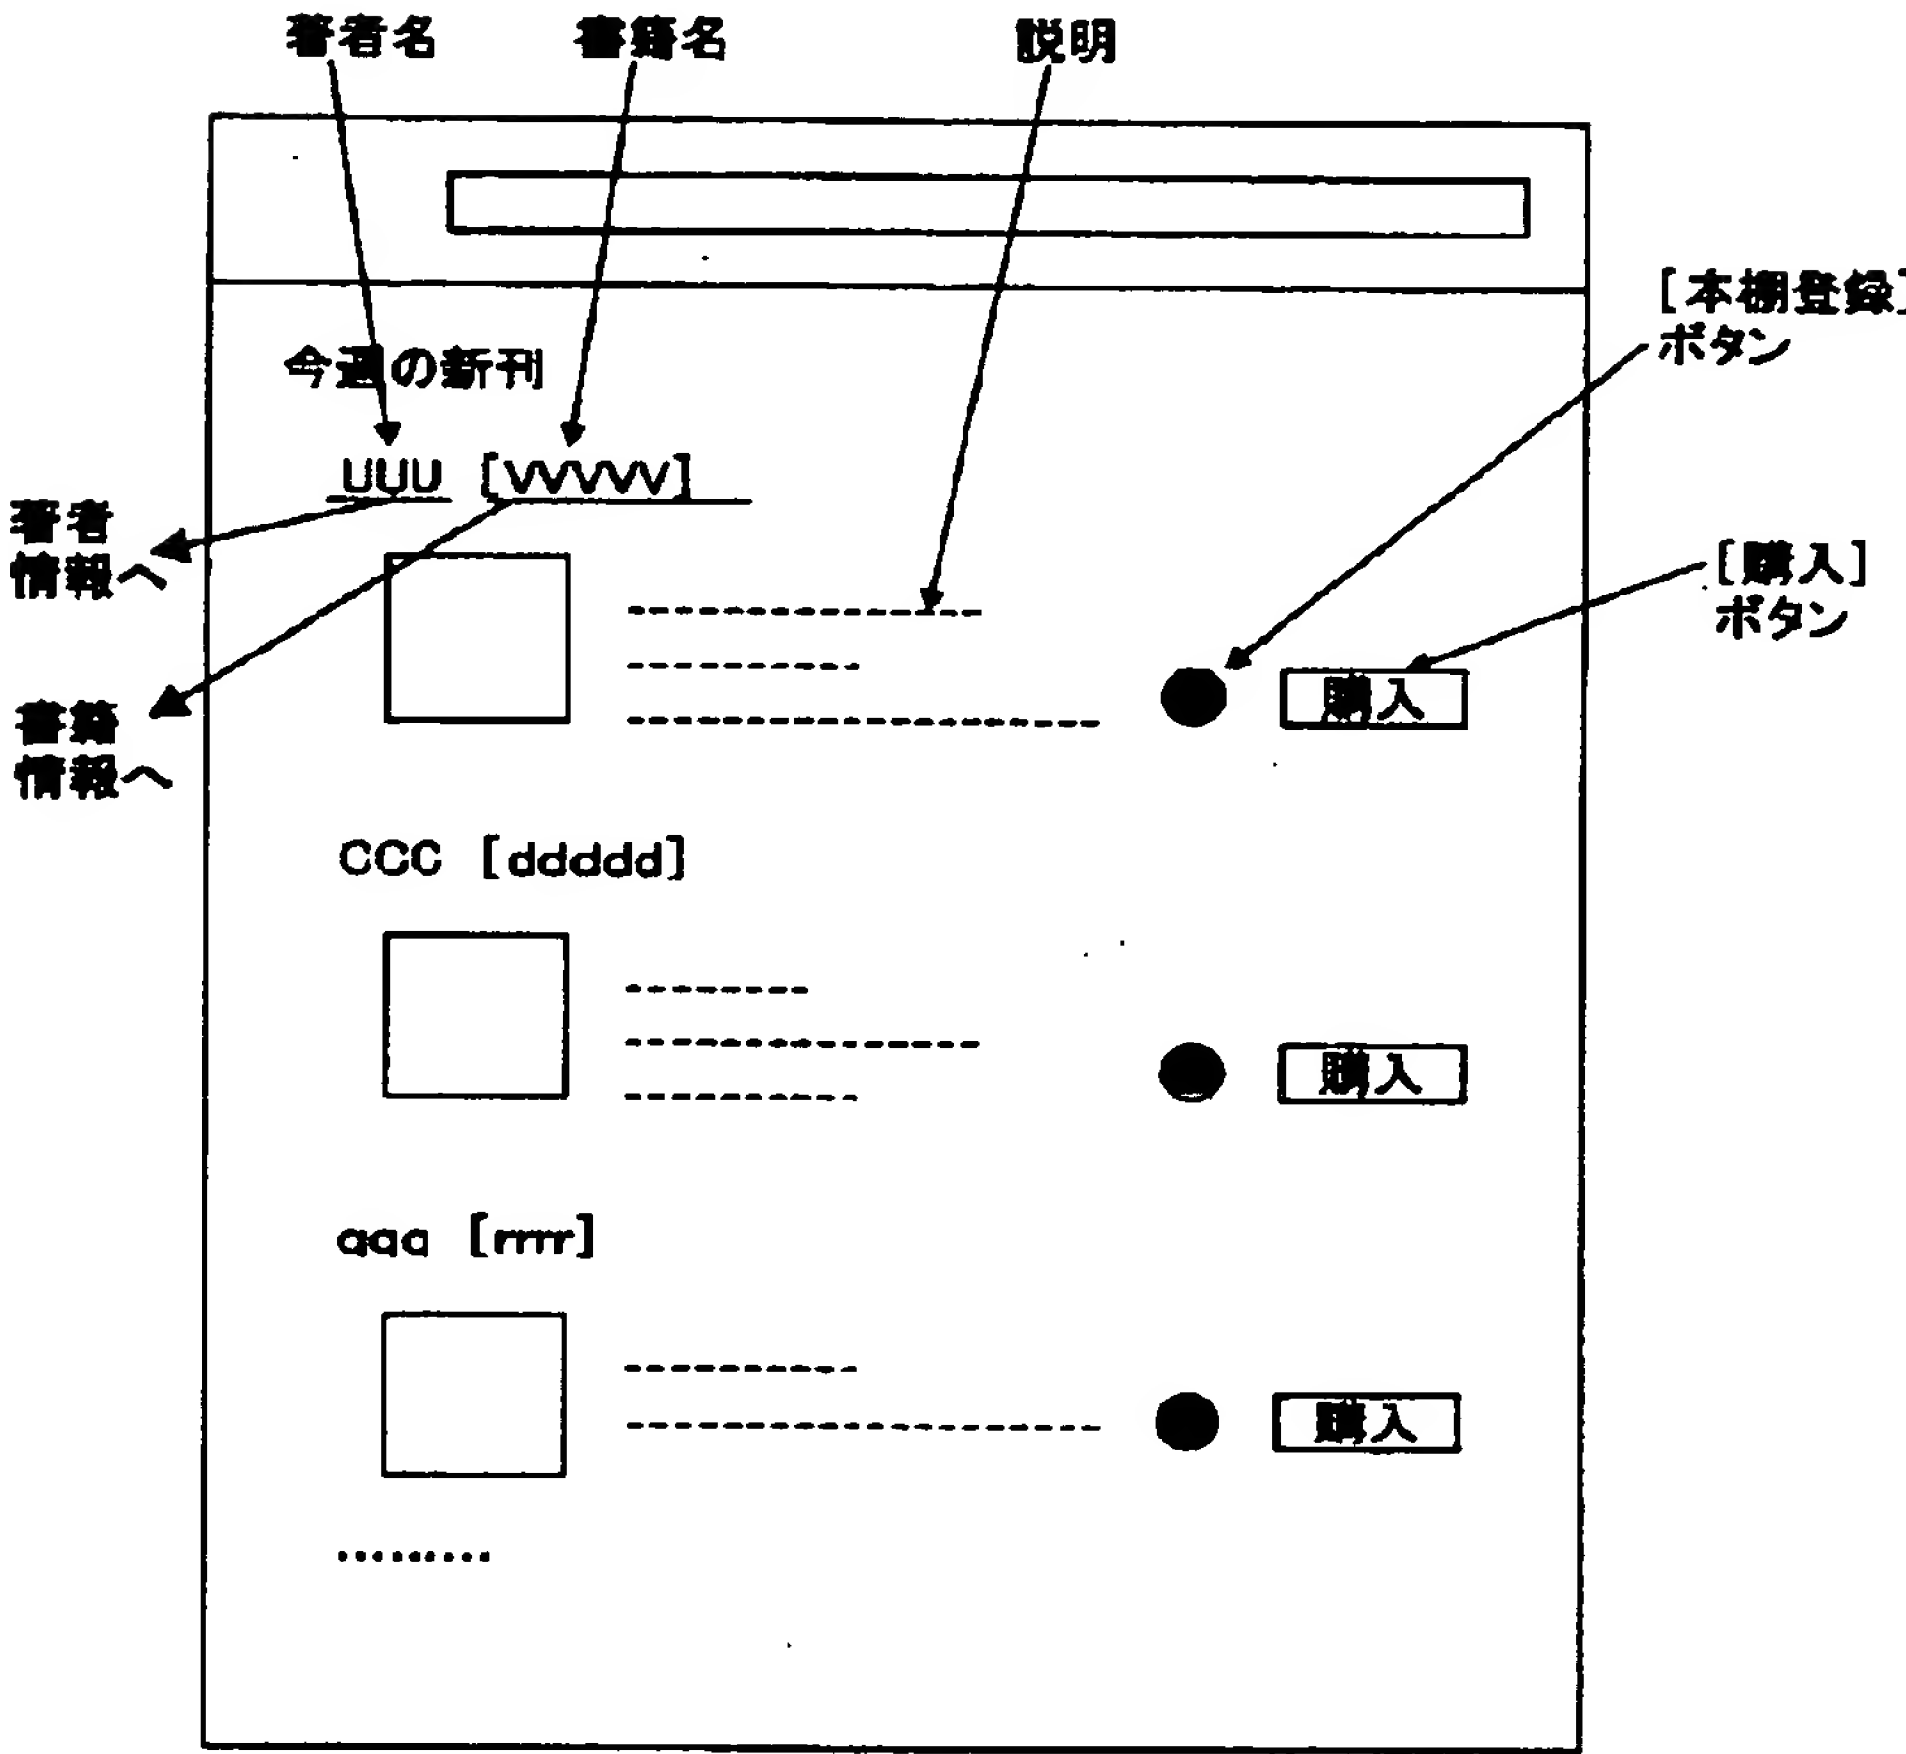 著者名 書籍名 説明
[本棚登録]
ボタン
今週の新刊
UUU [VVVVV]
著者
情報へ
[購入]
ボタン
購入
書籍
情報へ
CCC [ddddd]
購入
qqq [rrrr]
購入